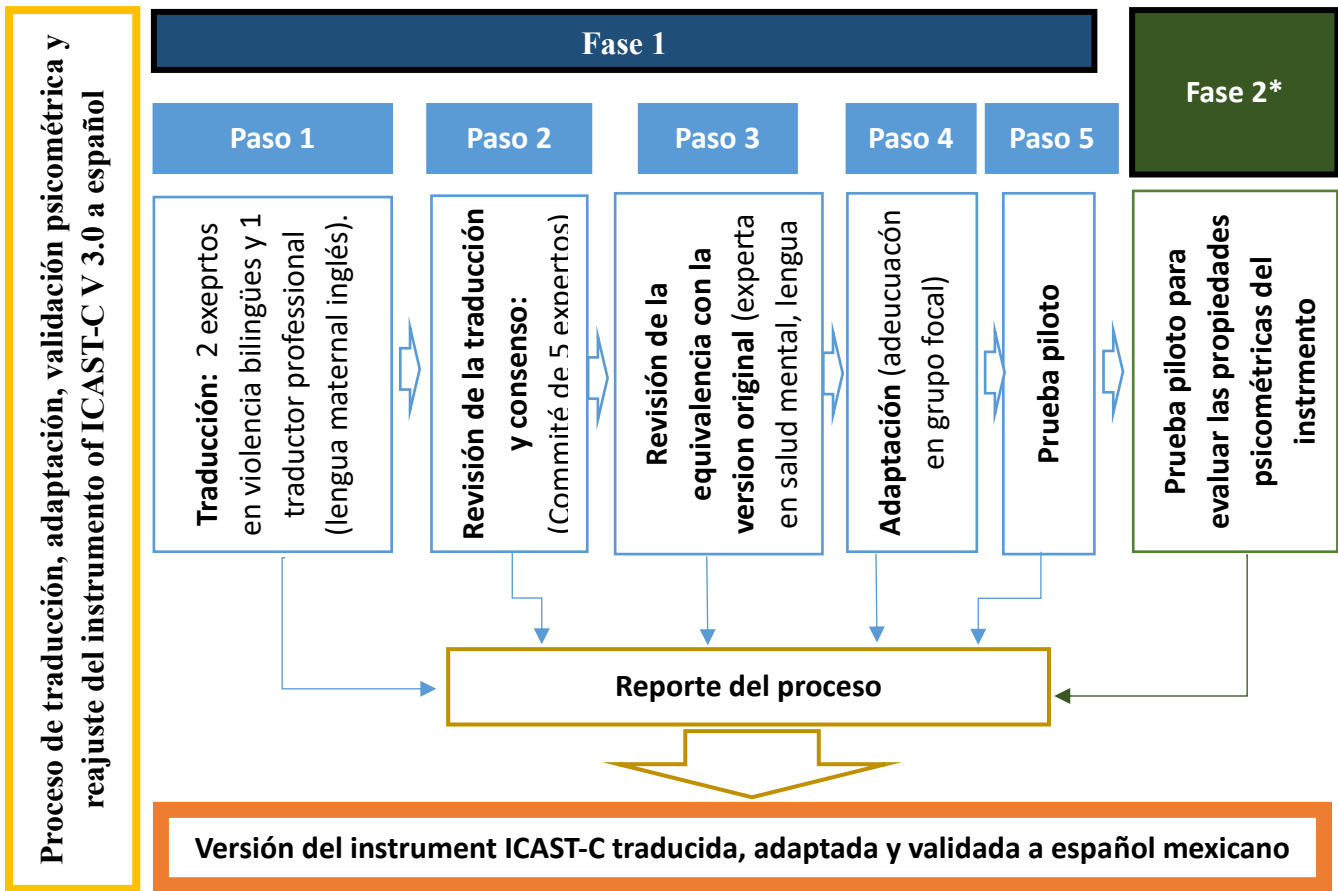 Proceso de traducción, adaptación, validación psicométrica y
reajuste del instrumento of ICAST-C V 3.0 a español
Fase 1
Fase 2*
Paso 1
Paso 2
Paso 3
Paso 4
Paso 5
Traducción: 2 exeprtos
en violencia bilingües y 1
traductor professional
(lengua maternal inglés).
Revisión de la traducción
y consenso:
(Commité de 5 expertos)
Revisión de la
equivalencia con la
version original (experta
en salud mental, lengua
Adaptación (adeucuacón
en grupo focal)
Prueba piloto
Prueba piloto para
evaluar las propiedades
psicométricas del
instrmento
Reporte del proceso
Versión del instrument ICAST-C traducida, adaptada y validada a español mexicano